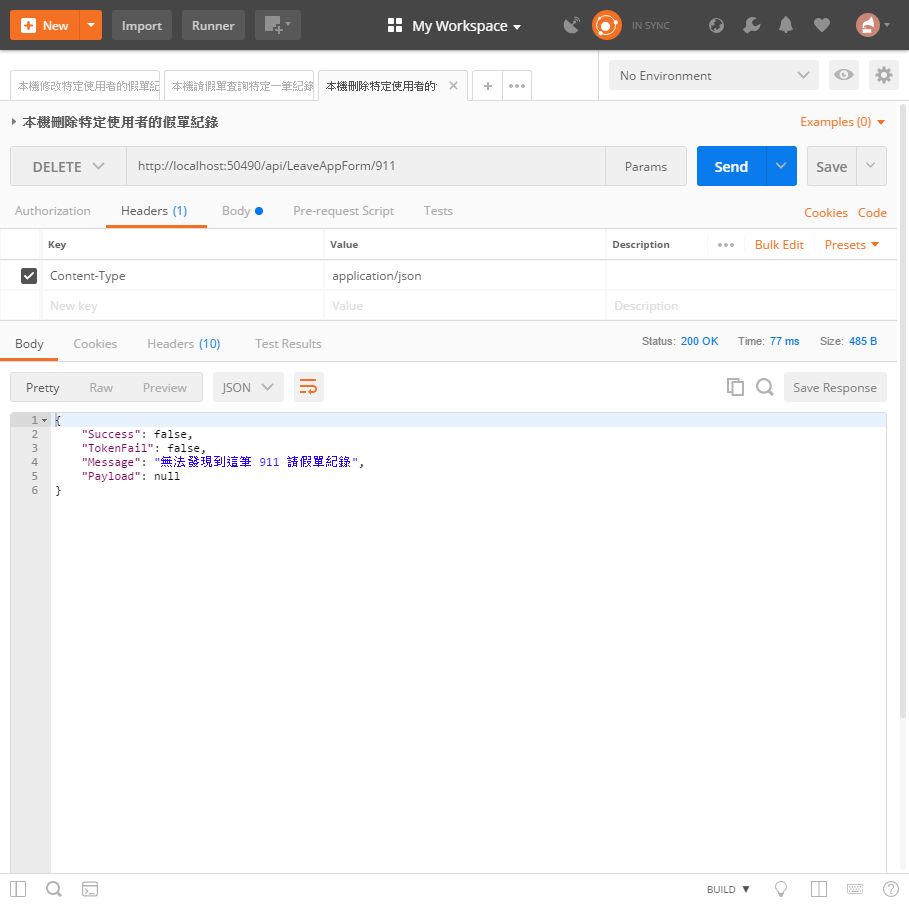 New
Import
Runner
My Workspace
IN SYNC
本機修改特定使用者的假單紀
本機請假單查詢特定一筆紀錄
本機刪除特定使用者的
No Environment
本機刪除特定使用者的假單紀錄
Examples (0)
DELETE
http://localhost:50490/api/LeaveAppForm/911
Params
Send
Save
Authorization
Headers (1)
Body
Pre-request Script
Tests
Cookies
Code
Key
Value
Description
Bulk Edit
Presets
Content-Type
application/json
New key
Value
Description
Body
Cookies
Headers (10)
Test Results
Status: 200 OK
Time: 77 ms
Size: 485 B
Pretty
Raw
Preview
JSON
Save Response
1 {
2 "Success": false,
3 "TokenFail": false,
4 "Message": "無法發現到這筆 911 請假單紀錄",
5 "Payload": null
6 }
BUILD